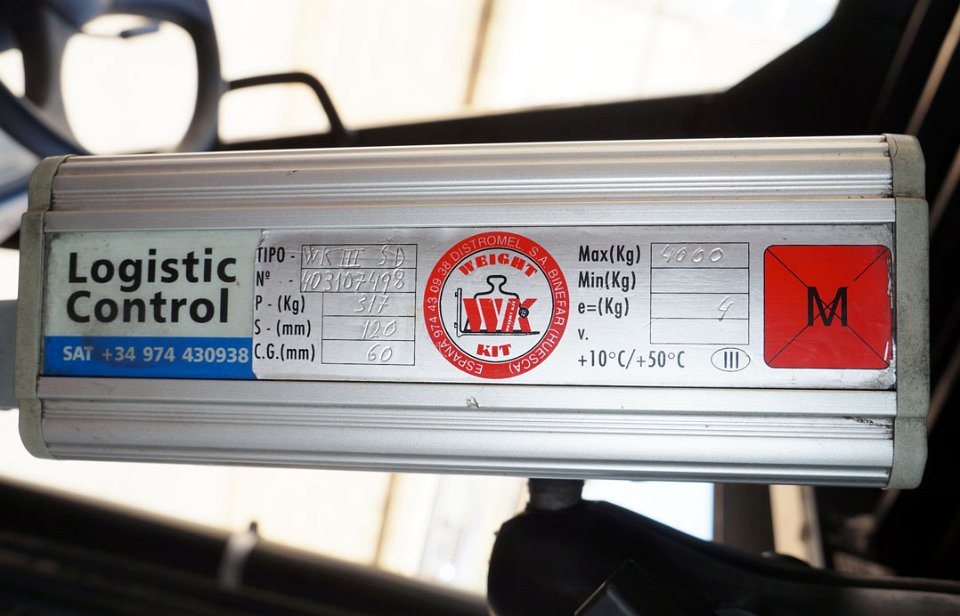 Logistic
Control
SAT +34 974 430938
TIPO - WK III SD
Nº - 403107498
P - (Kg) 317
S - (mm) 120
C.G.(mm) 60
DISTROMEL, S.A. BINEFAR (HUESCA) - ESPAÑA 974 43 09 38
WEIGHT
WK
KIT
Max(Kg) 4000
Min(Kg)
e=(Kg) 4
v.
+10°C/+50°C III
M